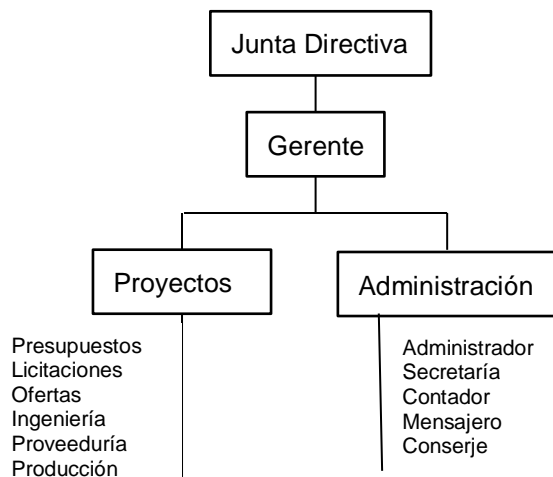 Junta Directiva
Gerente
Proyectos
Administración
Presupuestos
Licitaciones
Ofertas
Ingeniería
Proveeduría
Producción
Administrador
Secretaría
Contador
Mensajero
Conserje